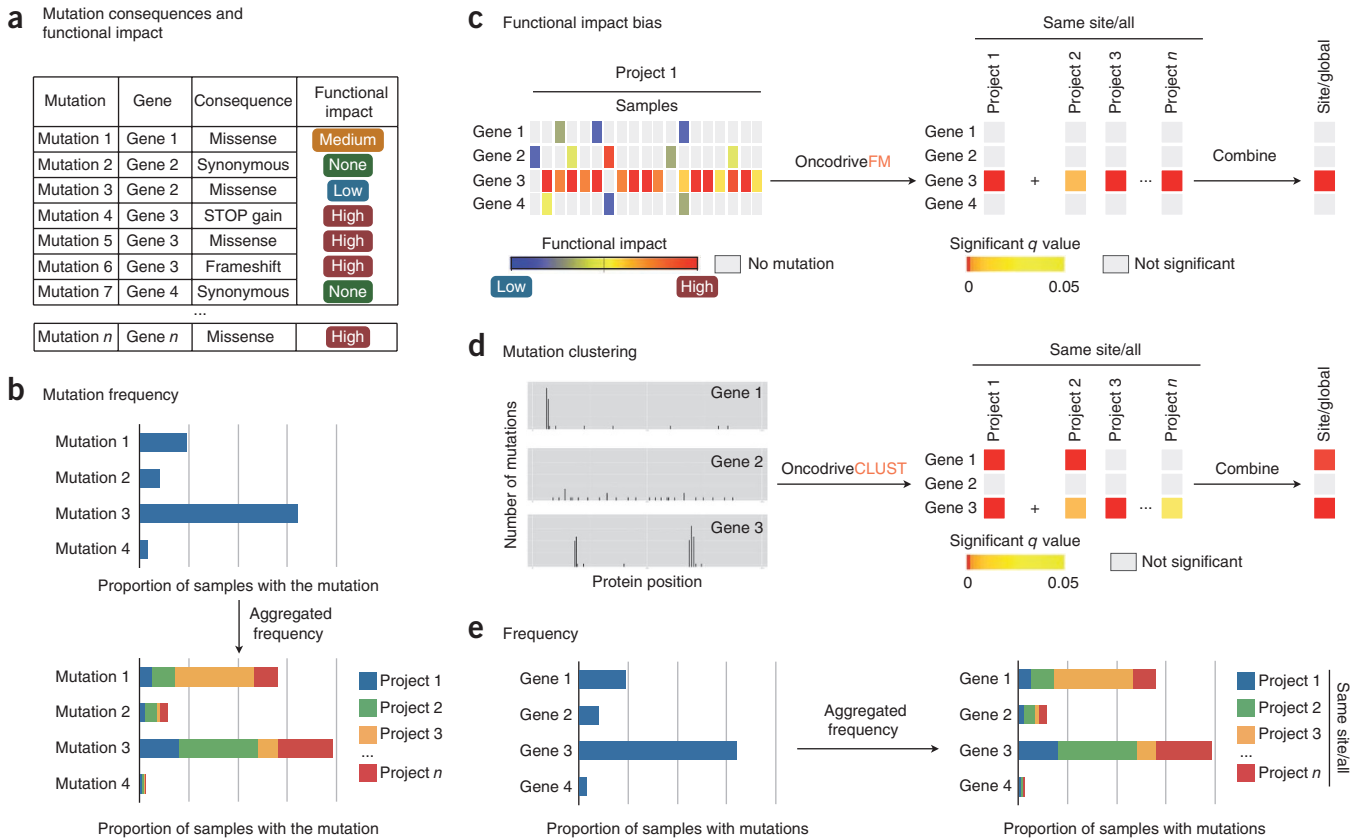 a Mutation consequences and
functional impact
Mutation Gene Consequence Functional
impact
Mutation 1 Gene 1 Missense Medium
Mutation 2 Gene 2 Synonymous None
Mutation 3 Gene 2 Missense Low
Mutation 4 Gene 3 STOP gain High
Mutation 5 Gene 3 Missense High
Mutation 6 Gene 3 Frameshift High
Mutation 7 Gene 4 Synonymous None
...
Mutation n Gene n Missense High
b Mutation frequency
Mutation 1
Mutation 2
Mutation 3
Mutation 4
Proportion of samples with the mutation
Aggregated
frequency
Mutation 1
Mutation 2
Mutation 3
Mutation 4
Project 1
Project 2
Project 3
...
Project n
Proportion of samples with the mutation
c Functional impact bias
Project 1
Samples
Gene 1
Gene 2
Gene 3
Gene 4
Functional impact
Low
High
No mutation
OncodriveFM
Same site/all
Project 1
Project 2
Project 3
Project n
Gene 1
Gene 2
Gene 3 + ...
Gene 4
Significant q value
0 0.05
Not significant
Combine
Site/global
d Mutation clustering
Number of mutations
Gene 1
Gene 2
Gene 3
Protein position
OncodriveCLUST
Same site/all
Project 1
Project 2
Project 3
Project n
Gene 1
Gene 2
Gene 3 + ...
Significant q value
0 0.05
Not significant
Combine
Site/global
e Frequency
Gene 1
Gene 2
Gene 3
Gene 4
Proportion of samples with mutations
Aggregated
frequency
Gene 1
Gene 2
Gene 3
Gene 4
Project 1
Project 2
Project 3
...
Project n
Same site/all
Proportion of samples with mutations